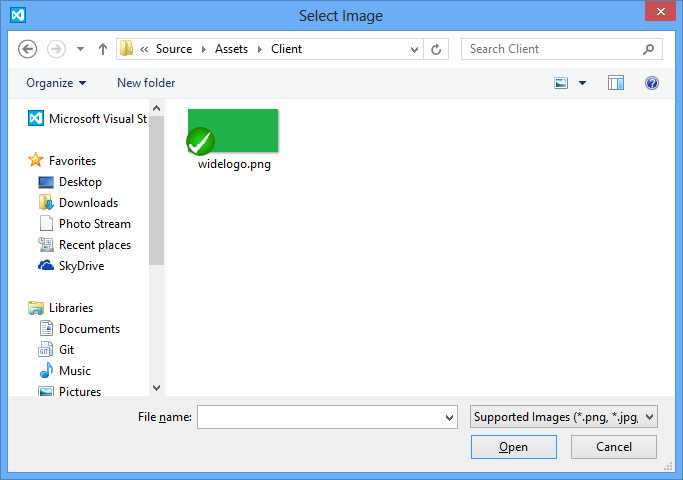 Select Image
« Source Assets Client
Search Client
Organize New folder
Microsoft Visual St
Favorites
Desktop
Downloads
Photo Stream
Recent places
SkyDrive
Libraries
Documents
Git
Music
Pictures
widelogo.png
File name:
Supported Images (*.png, *.jpg,
Open Cancel